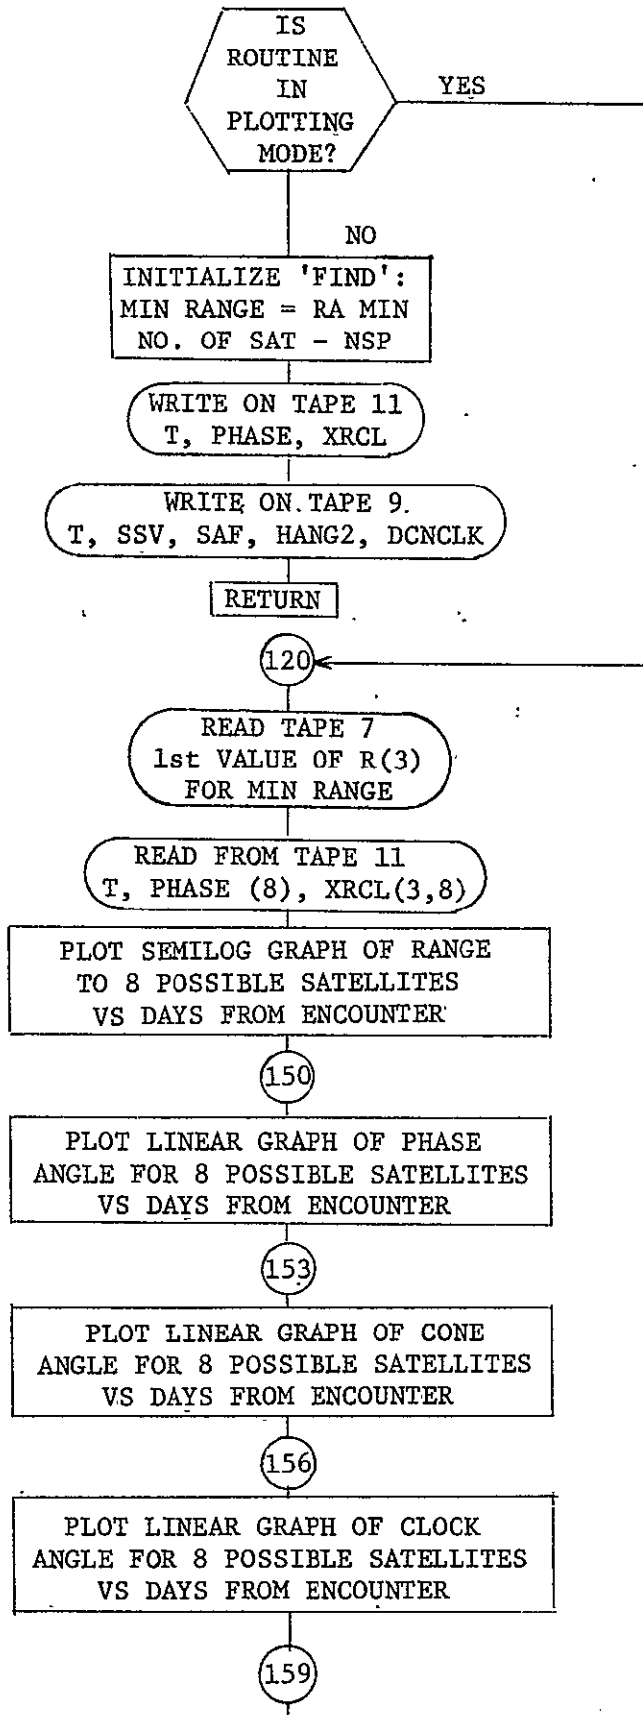 IS
ROUTINE
IN
PLOTTING
MODE?
YES
NO
INITIALIZE 'FIND':
MIN RANGE = RA MIN
NO. OF SAT - NSP
WRITE ON TAPE 11
T, PHASE, XRCL
WRITE ON TAPE 9.
T, SSV, SAF, HANG2, DCNCLK
RETURN
120
READ TAPE 7
1st VALUE OF R(3)
FOR MIN RANGE
READ FROM TAPE 11
T, PHASE (8), XRCL(3,8)
PLOT SEMILOG GRAPH OF RANGE
TO 8 POSSIBLE SATELLITES
VS DAYS FROM ENCOUNTER
150
PLOT LINEAR GRAPH OF PHASE
ANGLE FOR 8 POSSIBLE SATELLITES
VS DAYS FROM ENCOUNTER
153
PLOT LINEAR GRAPH OF CONE
ANGLE FOR 8 POSSIBLE SATELLITES
VS DAYS FROM ENCOUNTER
156
PLOT LINEAR GRAPH OF CLOCK
ANGLE FOR 8 POSSIBLE SATELLITES
VS DAYS FROM ENCOUNTER
159